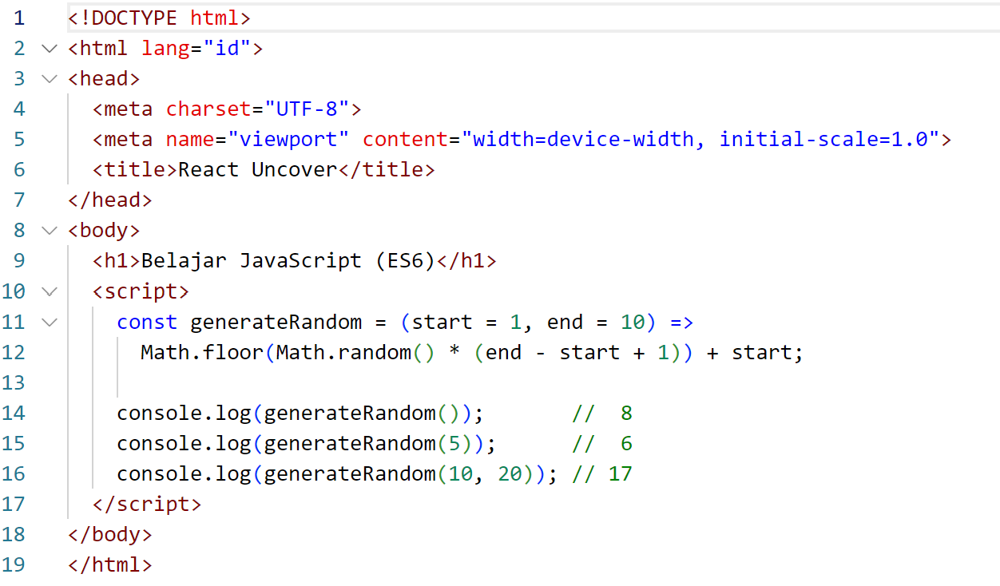 1 <!DOCTYPE html>
2 <html lang="id">
3 <head>
4   <meta charset="UTF-8">
5   <meta name="viewport" content="width=device-width, initial-scale=1.0">
6   <title>React Uncover</title>
7 </head>
8 <body>
9   <h1>Belajar JavaScript (ES6)</h1>
10   <script>
11     const generateRandom = (start = 1, end = 10) =>
12       Math.floor(Math.random() * (end - start + 1)) + start;
13
14     console.log(generateRandom());       //  8
15     console.log(generateRandom(5));      //  6
16     console.log(generateRandom(10, 20)); // 17
17   </script>
18 </body>
19 </html>